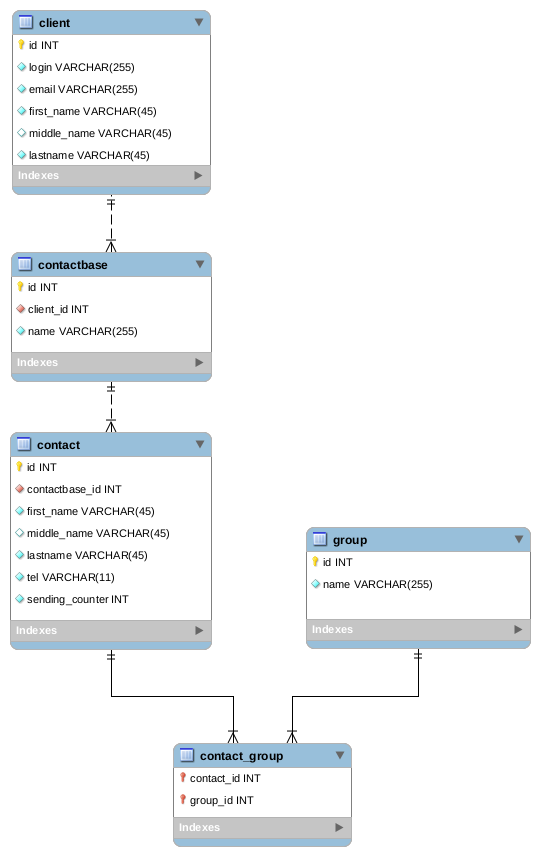 client
id INT
login VARCHAR(255)
email VARCHAR(255)
first_name VARCHAR(45)
middle_name VARCHAR(45)
lastname VARCHAR(45)
Indexes
contactbase
id INT
client_id INT
name VARCHAR(255)
Indexes
contact
id INT
contactbase_id INT
first_name VARCHAR(45)
middle_name VARCHAR(45)
lastname VARCHAR(45)
tel VARCHAR(11)
sending_counter INT
Indexes
group
id INT
name VARCHAR(255)
Indexes
contact_group
contact_id INT
group_id INT
Indexes